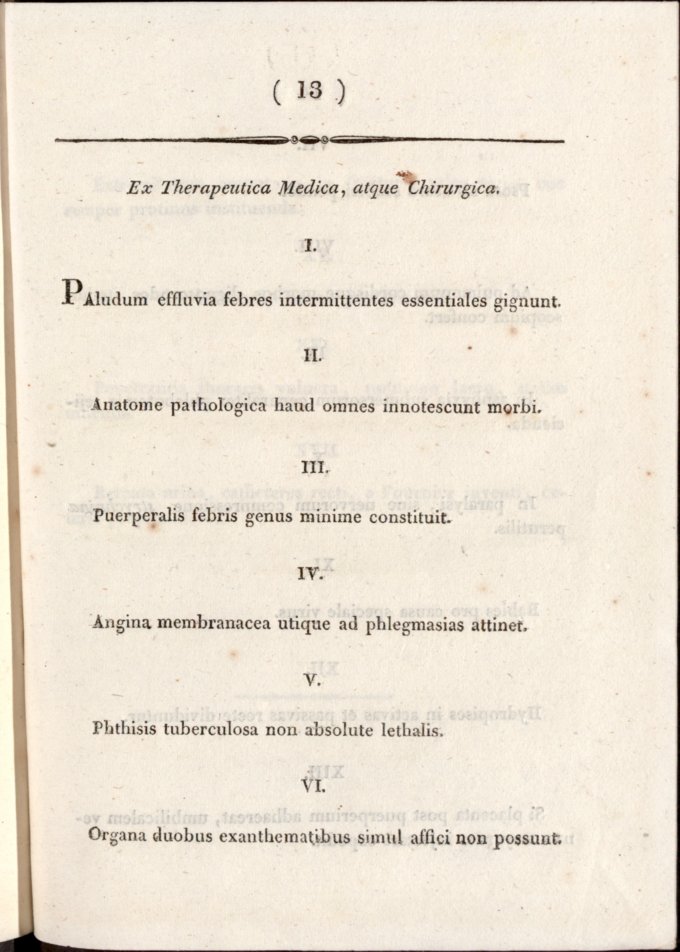 ( 13 )
Ex Therapeutica Medica, atque Chirurgica.
I.
PAludum effluvia febres intermittentes essentiales gignunt.
II.
Anatome pathologica haud omnes innotescunt morbi.
III.
Puerperalis febris genus minime constituit.
IV.
Angina membranacea utique ad phlegmasias attinet.
V.
Phthisis tuberculosa non absolute lethalis.
VI.
Organa duobus exanthematibus simul affici non possunt.